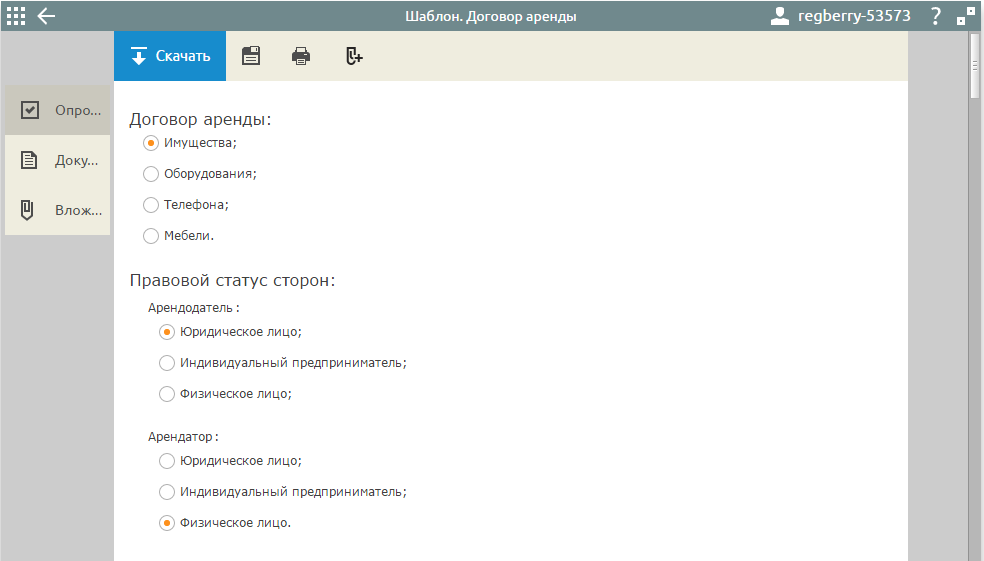 Шаблон. Договор аренды
regberry-53573
?
Скачать
Опро...
Доку...
Влож...
Договор аренды:
Имущества;
Оборудования;
Телефона;
Мебели.
Правовой статус сторон:
Арендодатель:
Юридическое лицо;
Индивидуальный предприниматель;
Физическое лицо;
Арендатор:
Юридическое лицо;
Индивидуальный предприниматель;
Физическое лицо.